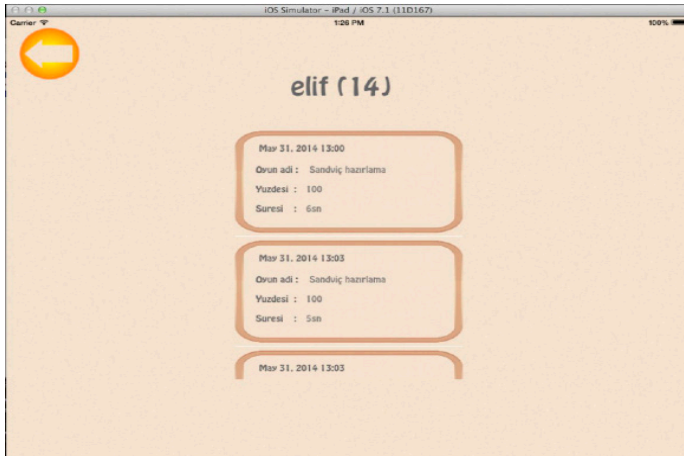 iOS Simulator - iPad / iOS 7.1 (11D167)
Carrier 1:26 PM 100%
elif (14)
May 31, 2014 13:00
Oyun adi : Sandviç hazırlama
Yuzdesi : 100
Suresi : 6sn
May 31, 2014 13:03
Oyun adi : Sandviç hazırlama
Yuzdesi : 100
Suresi : 5sn
May 31, 2014 13:03